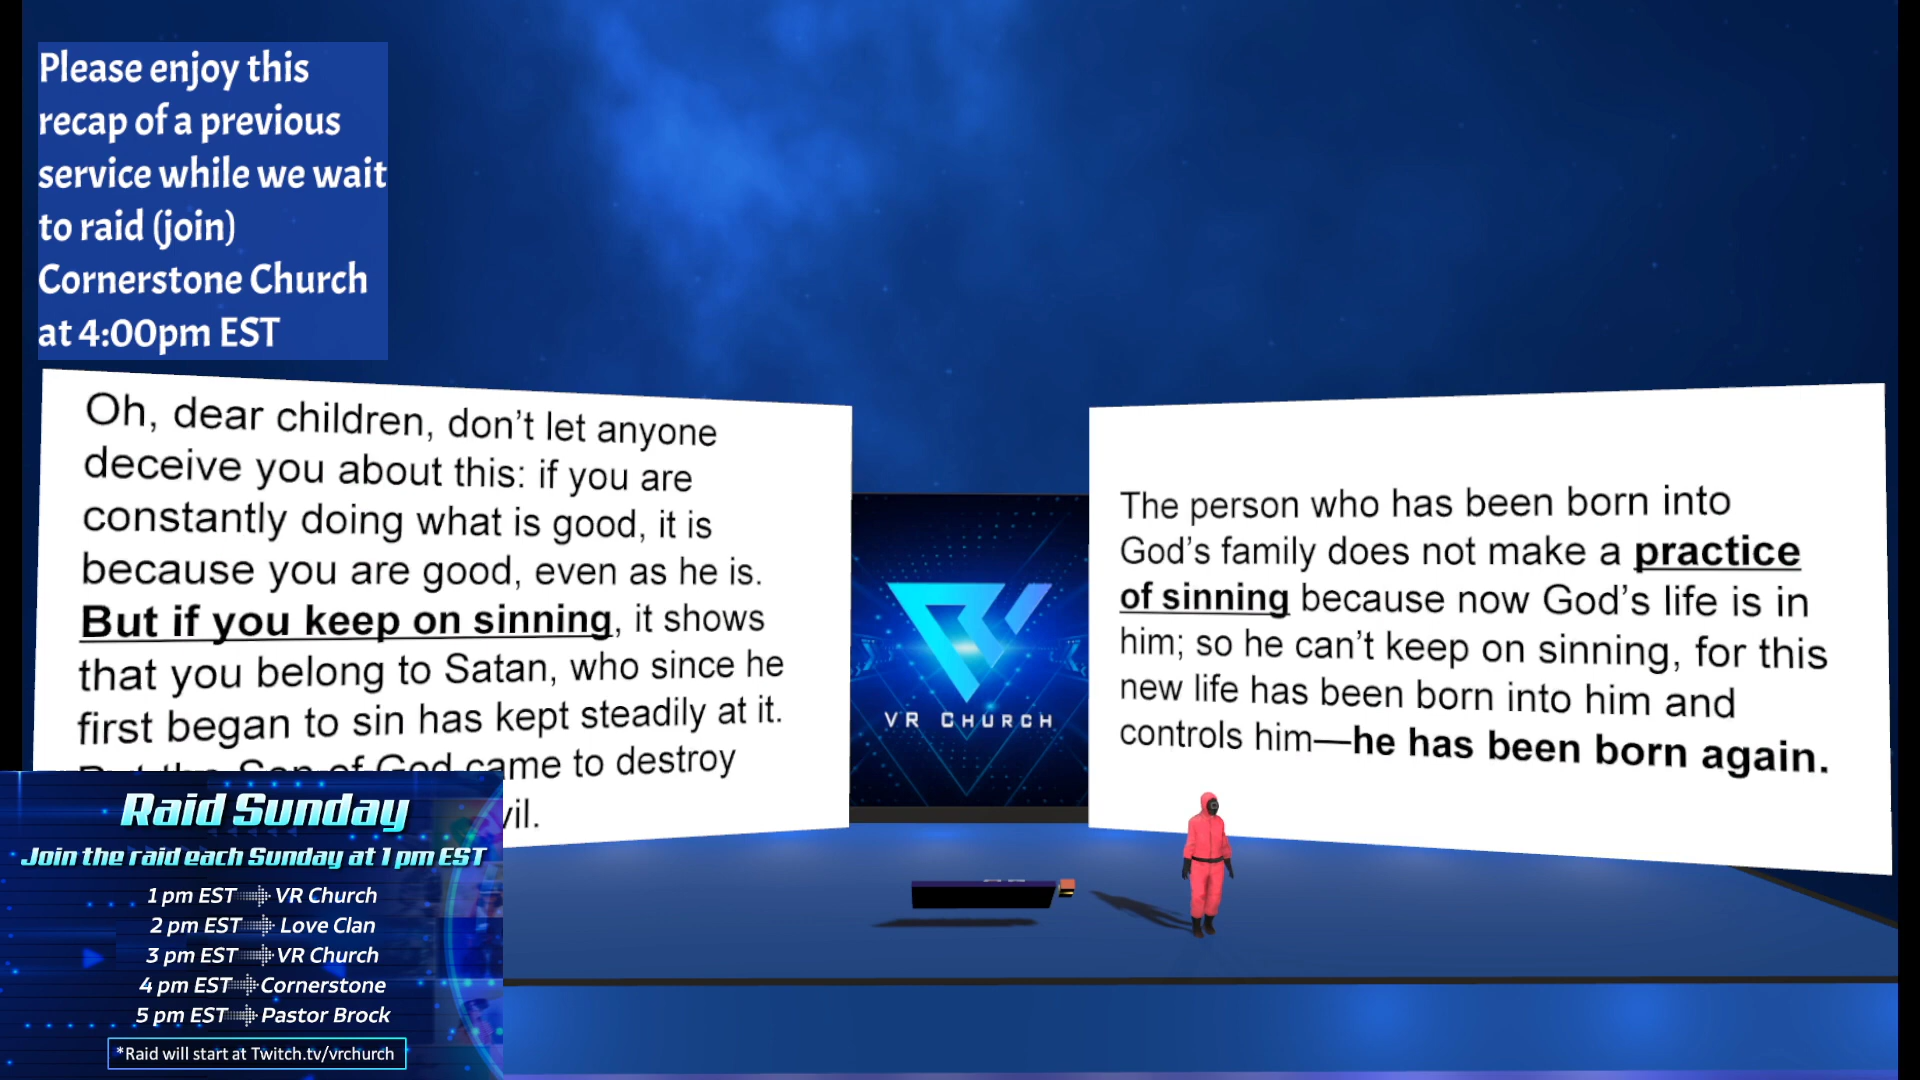 Please enjoy this
recap of a previous
service while we wait
to raid (join)
Cornerstone Church
at 4:00pm EST
Oh, dear children, don't let anyone
deceive you about this: if you are
constantly doing what is good, it is
because you are good, even as he is.
But if you keep on sinning, it shows
that you belong to Satan, who since he
first began to sin has kept steadily at it.
But the Son of God came to destroy
vil.
VR CHURCH
The person who has been born into
God's family does not make a practice
of sinning because now God's life is in
him; so he can't keep on sinning, for this
new life has been born into him and
controls him—he has been born again.
Raid Sunday
Join the raid each Sunday at 1 pm EST
1 pm EST VR Church
2 pm EST Love Clan
3 pm EST VR Church
4 pm EST Cornerstone
5 pm EST Pastor Brock
*Raid will start at Twitch.tv/vrchurch